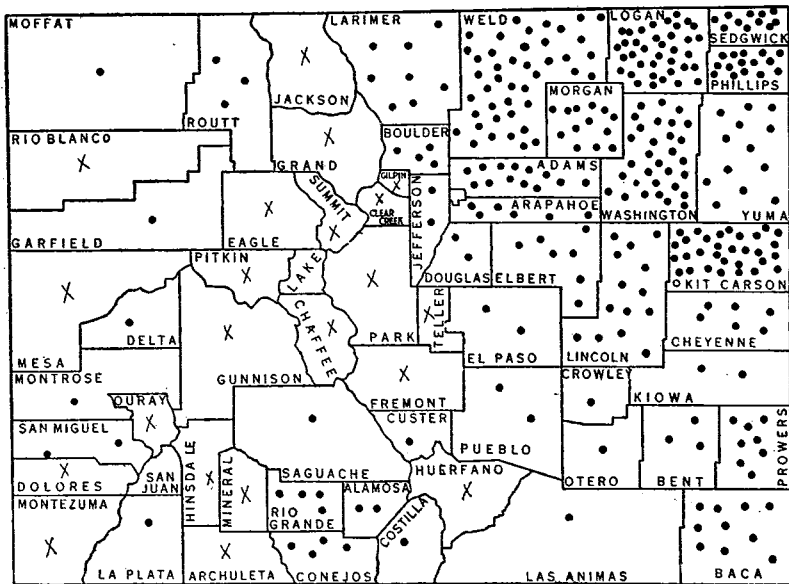 MOFFAT
LARIMER
WELD
LOGAN
SEDGWICK
PHILLIPS
MORGAN
JACKSON
ROUTT
RIO BLANCO
GRAND
BOULDER
GILPIN
ADAMS
SUMMIT
CLEAR
CREEK
JEFFERSON
ARAPAHOE
WASHINGTON
YUMA
GARFIELD
EAGLE
PITKIN
LAKE
DOUGLAS
ELBERT
KIT CARSON
TELLER
CHAFFEE
PARK
DELTA
MESA
EL PASO
LINCOLN
CHEYENNE
MONTROSE
GUNNISON
CROWLEY
KIOWA
OURAY
FREMONT
CUSTER
SAN MIGUEL
PUEBLO
PROWERS
HINSDALE
MINERAL
SAGUACHE
HUERFANO
OTERO
BENT
DOLORES
SAN
JUAN
ALAMOSA
MONTEZUMA
RIO
GRANDE
COSTILLA
LA PLATA
ARCHULETA
CONEJOS
LAS ANIMAS
BACA